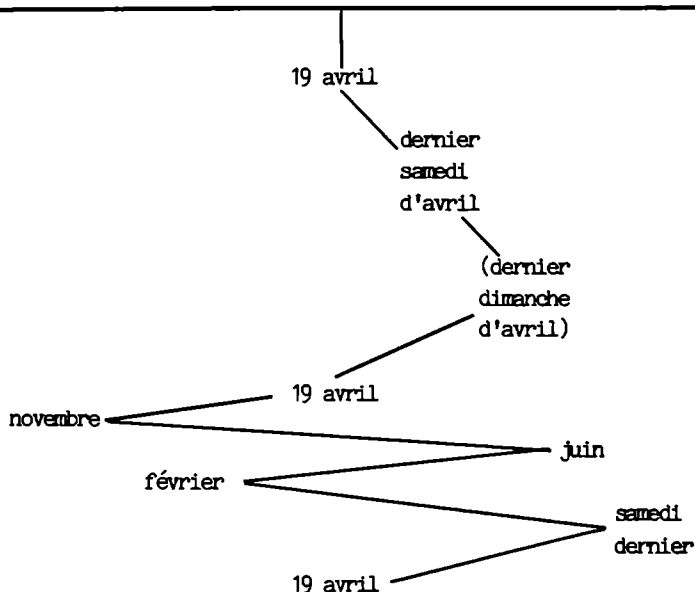 19 avril
dernier
samedi
d'avril
(dernier
dimanche
d'avril)
19 avril
novembre
juin
février
samedi
dernier
19 avril